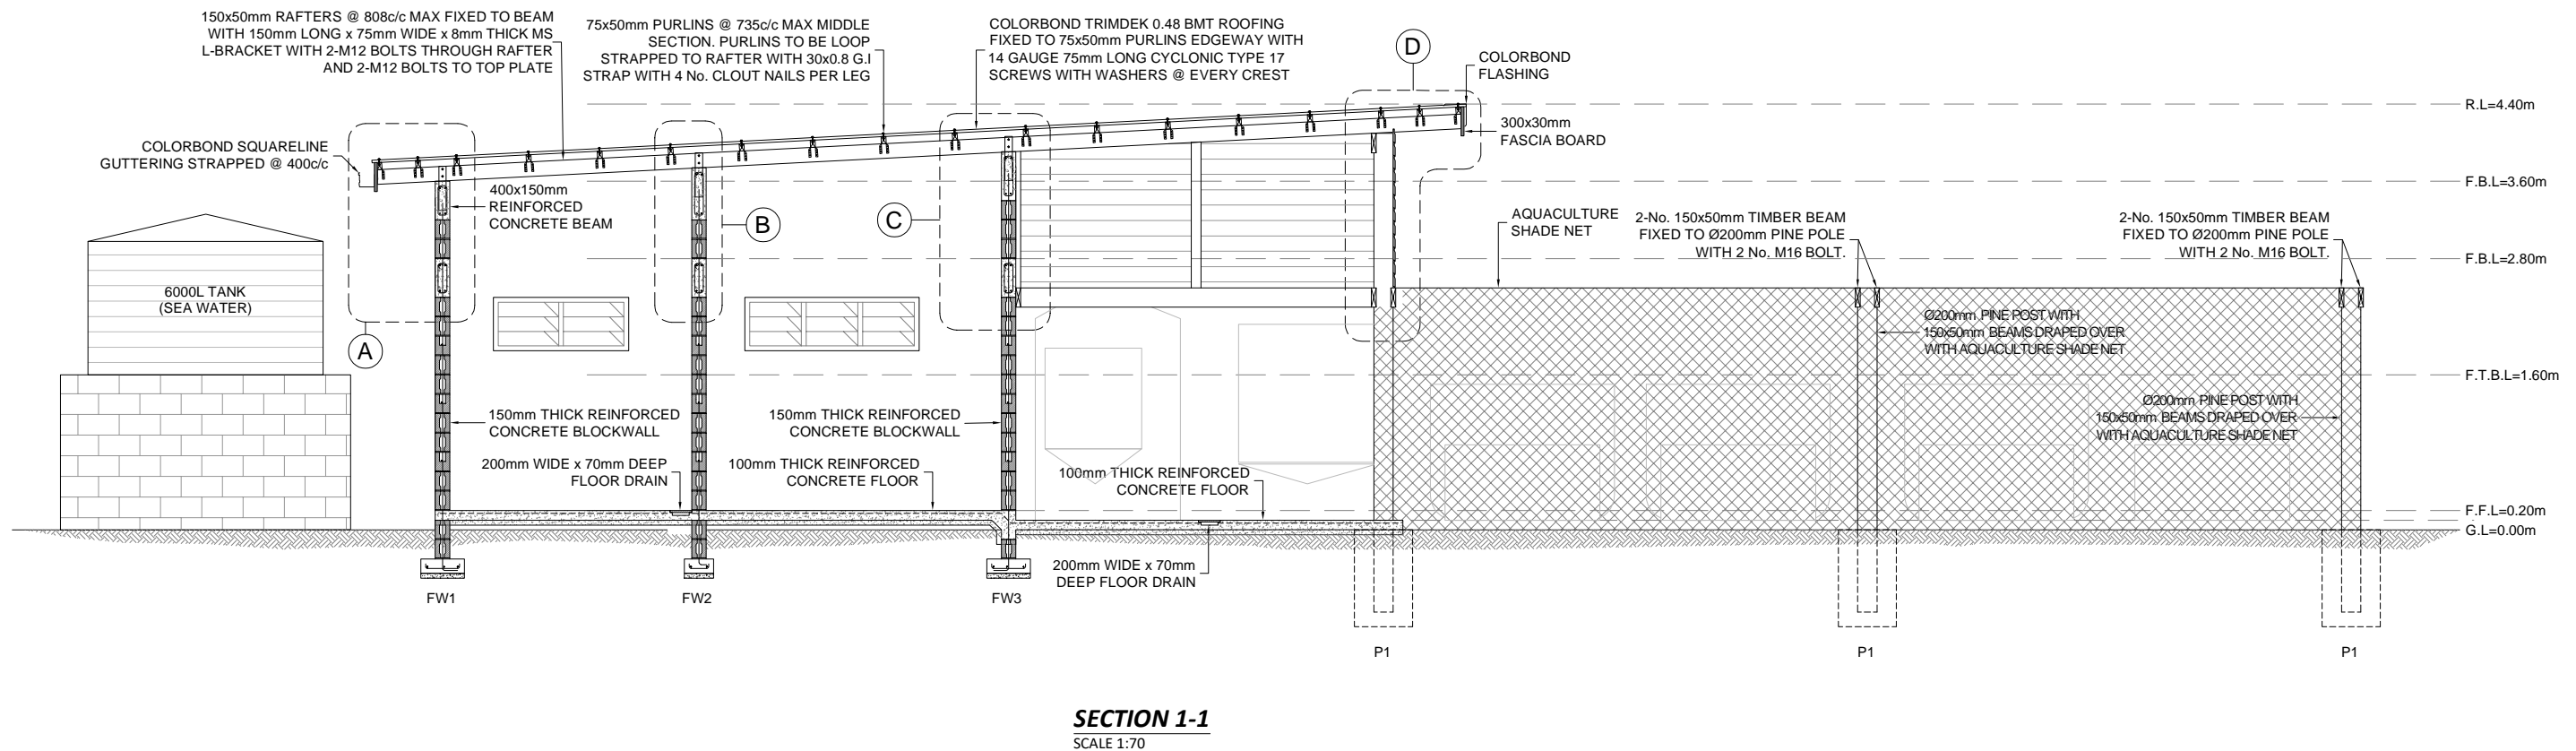 150x50mm RAFTERS @ 808c/c MAX FIXED TO BEAM
WITH 150mm LONG x 75mm WIDE x 8mm THICK MS
L-BRACKET WITH 2-M12 BOLTS THROUGH RAFTER
AND 2-M12 BOLTS TO TOP PLATE
75x50mm PURLINS @ 735c/c MAX MIDDLE
SECTION. PURLINS TO BE LOOP
STRAPPED TO RAFTER WITH 30x0.8 G.I
STRAP WITH 4 No. CLOUT NAILS PER LEG
COLORBOND TRIMDEK 0.48 BMT ROOFING
FIXED TO 75x50mm PURLINS EDGEWAY WITH
14 GAUGE 75mm LONG CYCLONIC TYPE 17
SCREWS WITH WASHERS @ EVERY CREST
D
COLORBOND
FLASHING
R.L=4.40m
300x30mm
FASCIA BOARD
COLORBOND SQUARELINE
GUTTERING STRAPPED @ 400c/c
F.B.L=3.60m
400x150mm
REINFORCED
CONCRETE BEAM
B
C
AQUACULTURE
SHADE NET
2-No. 150x50mm TIMBER BEAM
FIXED TO Ø200mm PINE POLE
WITH 2 No. M16 BOLT.
2-No. 150x50mm TIMBER BEAM
FIXED TO Ø200mm PINE POLE
WITH 2 No. M16 BOLT.
F.B.L=2.80m
6000L TANK
(SEA WATER)
A
Ø200mm PINE POST WITH
150x50mm BEAMS DRAPED OVER
WITH AQUACULTURE SHADE NET
F.T.B.L=1.60m
Ø200mm PINE POST WITH
150x50mm BEAMS DRAPED OVER
WITH AQUACULTURE SHADE NET
150mm THICK REINFORCED
CONCRETE BLOCKWALL
150mm THICK REINFORCED
CONCRETE BLOCKWALL
200mm WIDE x 70mm DEEP
FLOOR DRAIN
100mm THICK REINFORCED
CONCRETE FLOOR
100mm THICK REINFORCED
CONCRETE FLOOR
F.F.L=0.20m
G.L=0.00m
200mm WIDE x 70mm
DEEP FLOOR DRAIN
FW1
FW2
FW3
P1
P1
P1
SECTION 1-1
SCALE 1:70